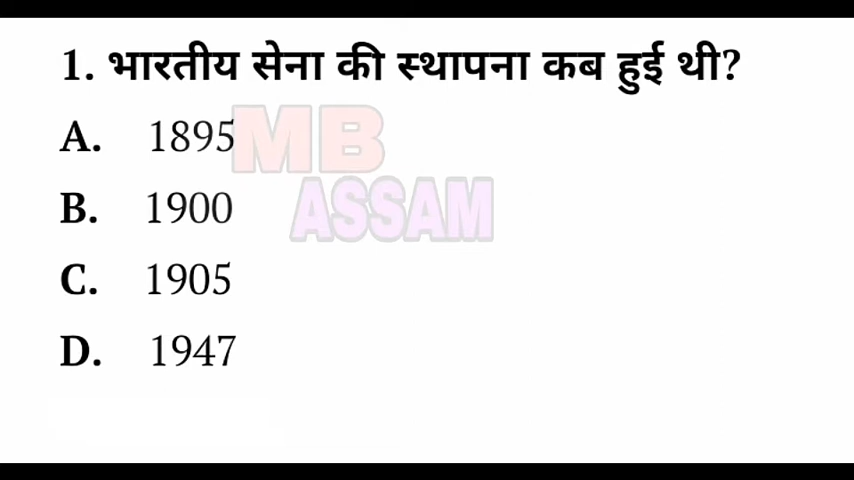 1. भारतीय सेना की स्थापना कब हुई थी?
A. 1895
MB
B. 1900
ASSAM
C. 1905
D. 1947